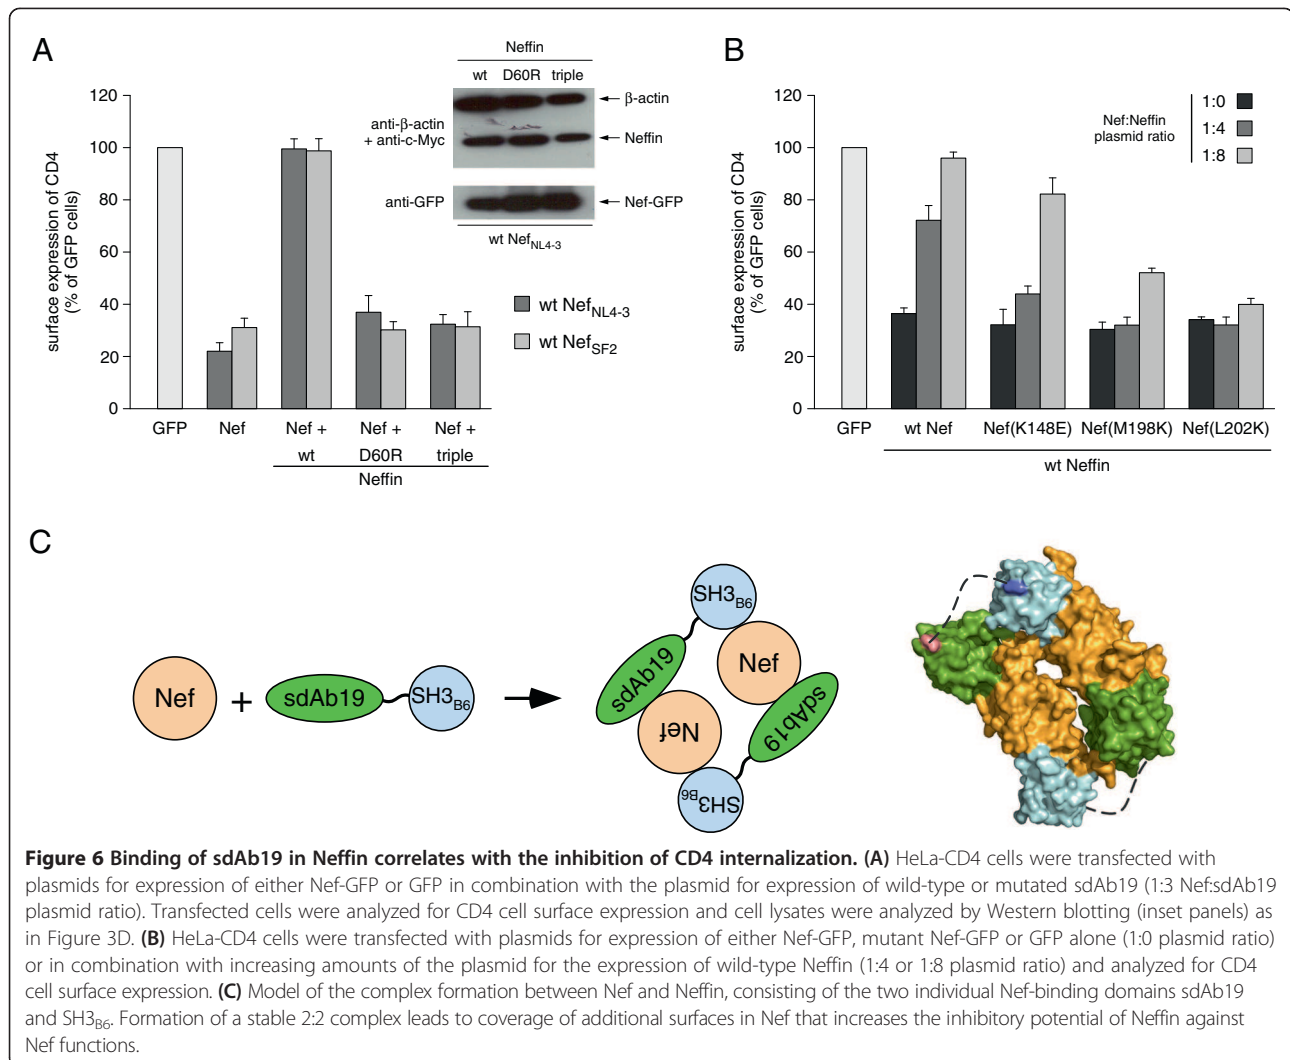 A
Neffin
wt D60R triple
β-actin
anti-β-actin
+ anti-c-Myc
Neffin
anti-GFP
Nef-GFP
wt NefNL4-3
surface expression of CD4
(% of GFP cells)
120
100
80
60
40
20
0
wt NefNL4-3
wt NefSF2
GFP Nef Nef + Nef + Nef +
wt D60R triple
Neffin
B
Nef:Neffin
plasmid ratio
1:0
1:4
1:8
surface expression of CD4
(% of GFP cells)
120
100
80
60
40
20
0
GFP wt Nef Nef(K148E) Nef(M198K) Nef(L202K)
wt Neffin
C
Nef + sdAb19 SH3B6
SH3B6
sdAb19
Nef
Nef
sdAb19
SH3B6
Figure 6 Binding of sdAb19 in Neffin correlates with the inhibition of CD4 internalization. (A) HeLa-CD4 cells were transfected with
plasmids for expression of either Nef-GFP or GFP in combination with the plasmid for expression of wild-type or mutated sdAb19 (1:3 Nef:sdAb19
plasmid ratio). Transfected cells were analyzed for CD4 cell surface expression and cell lysates were analyzed by Western blotting (inset panels) as
in Figure 3D. (B) HeLa-CD4 cells were transfected with plasmids for expression of either Nef-GFP, mutant Nef-GFP or GFP alone (1:0 plasmid ratio)
or in combination with increasing amounts of the plasmid for the expression of wild-type Neffin (1:4 or 1:8 plasmid ratio) and analyzed for CD4
cell surface expression. (C) Model of the complex formation between Nef and Neffin, consisting of the two individual Nef-binding domains sdAb19
and SH3B6. Formation of a stable 2:2 complex leads to coverage of additional surfaces in Nef that increases the inhibitory potential of Neffin against
Nef functions.